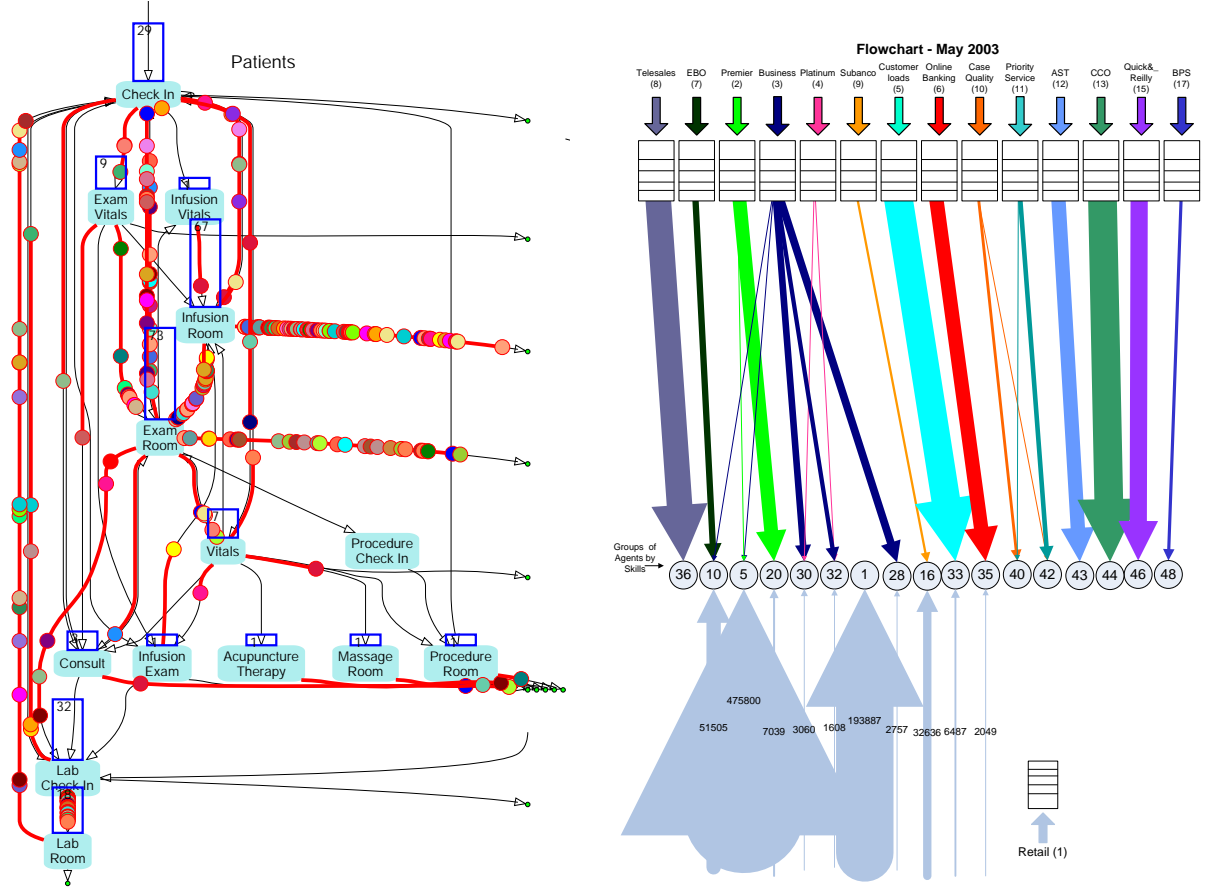 Patients
29
Check In
9
Exam
Vitals
Infusion
Vitals
67
Infusion
Room
73
Exam
Room
7
Vitals
Procedure
Check In
Consult
1
Infusion
Exam
1
Acupuncture
Therapy
1
Massage
Room
Procedure
Room
32
Lab
Check In
Lab
Room
Flowchart - May 2003
Telesales
(8)
EBO
(7)
Premier
(2)
Business
(3)
Platinum
(4)
Subanco
(9)
Customer
loads
(5)
Online
Banking
(6)
Case
Quality
(10)
Priority
Service
(11)
AST
(12)
CCO
(13)
Quick&_
Reilly
(15)
BPS
(17)
Groups of
Agents by
Skills
36 10 5 20 30 32 1 28 16 33 35 40 42 43 44 46 48
475800
51505 7039 3060 1608 193887 2757 32636 6487 2049
Retail (1)